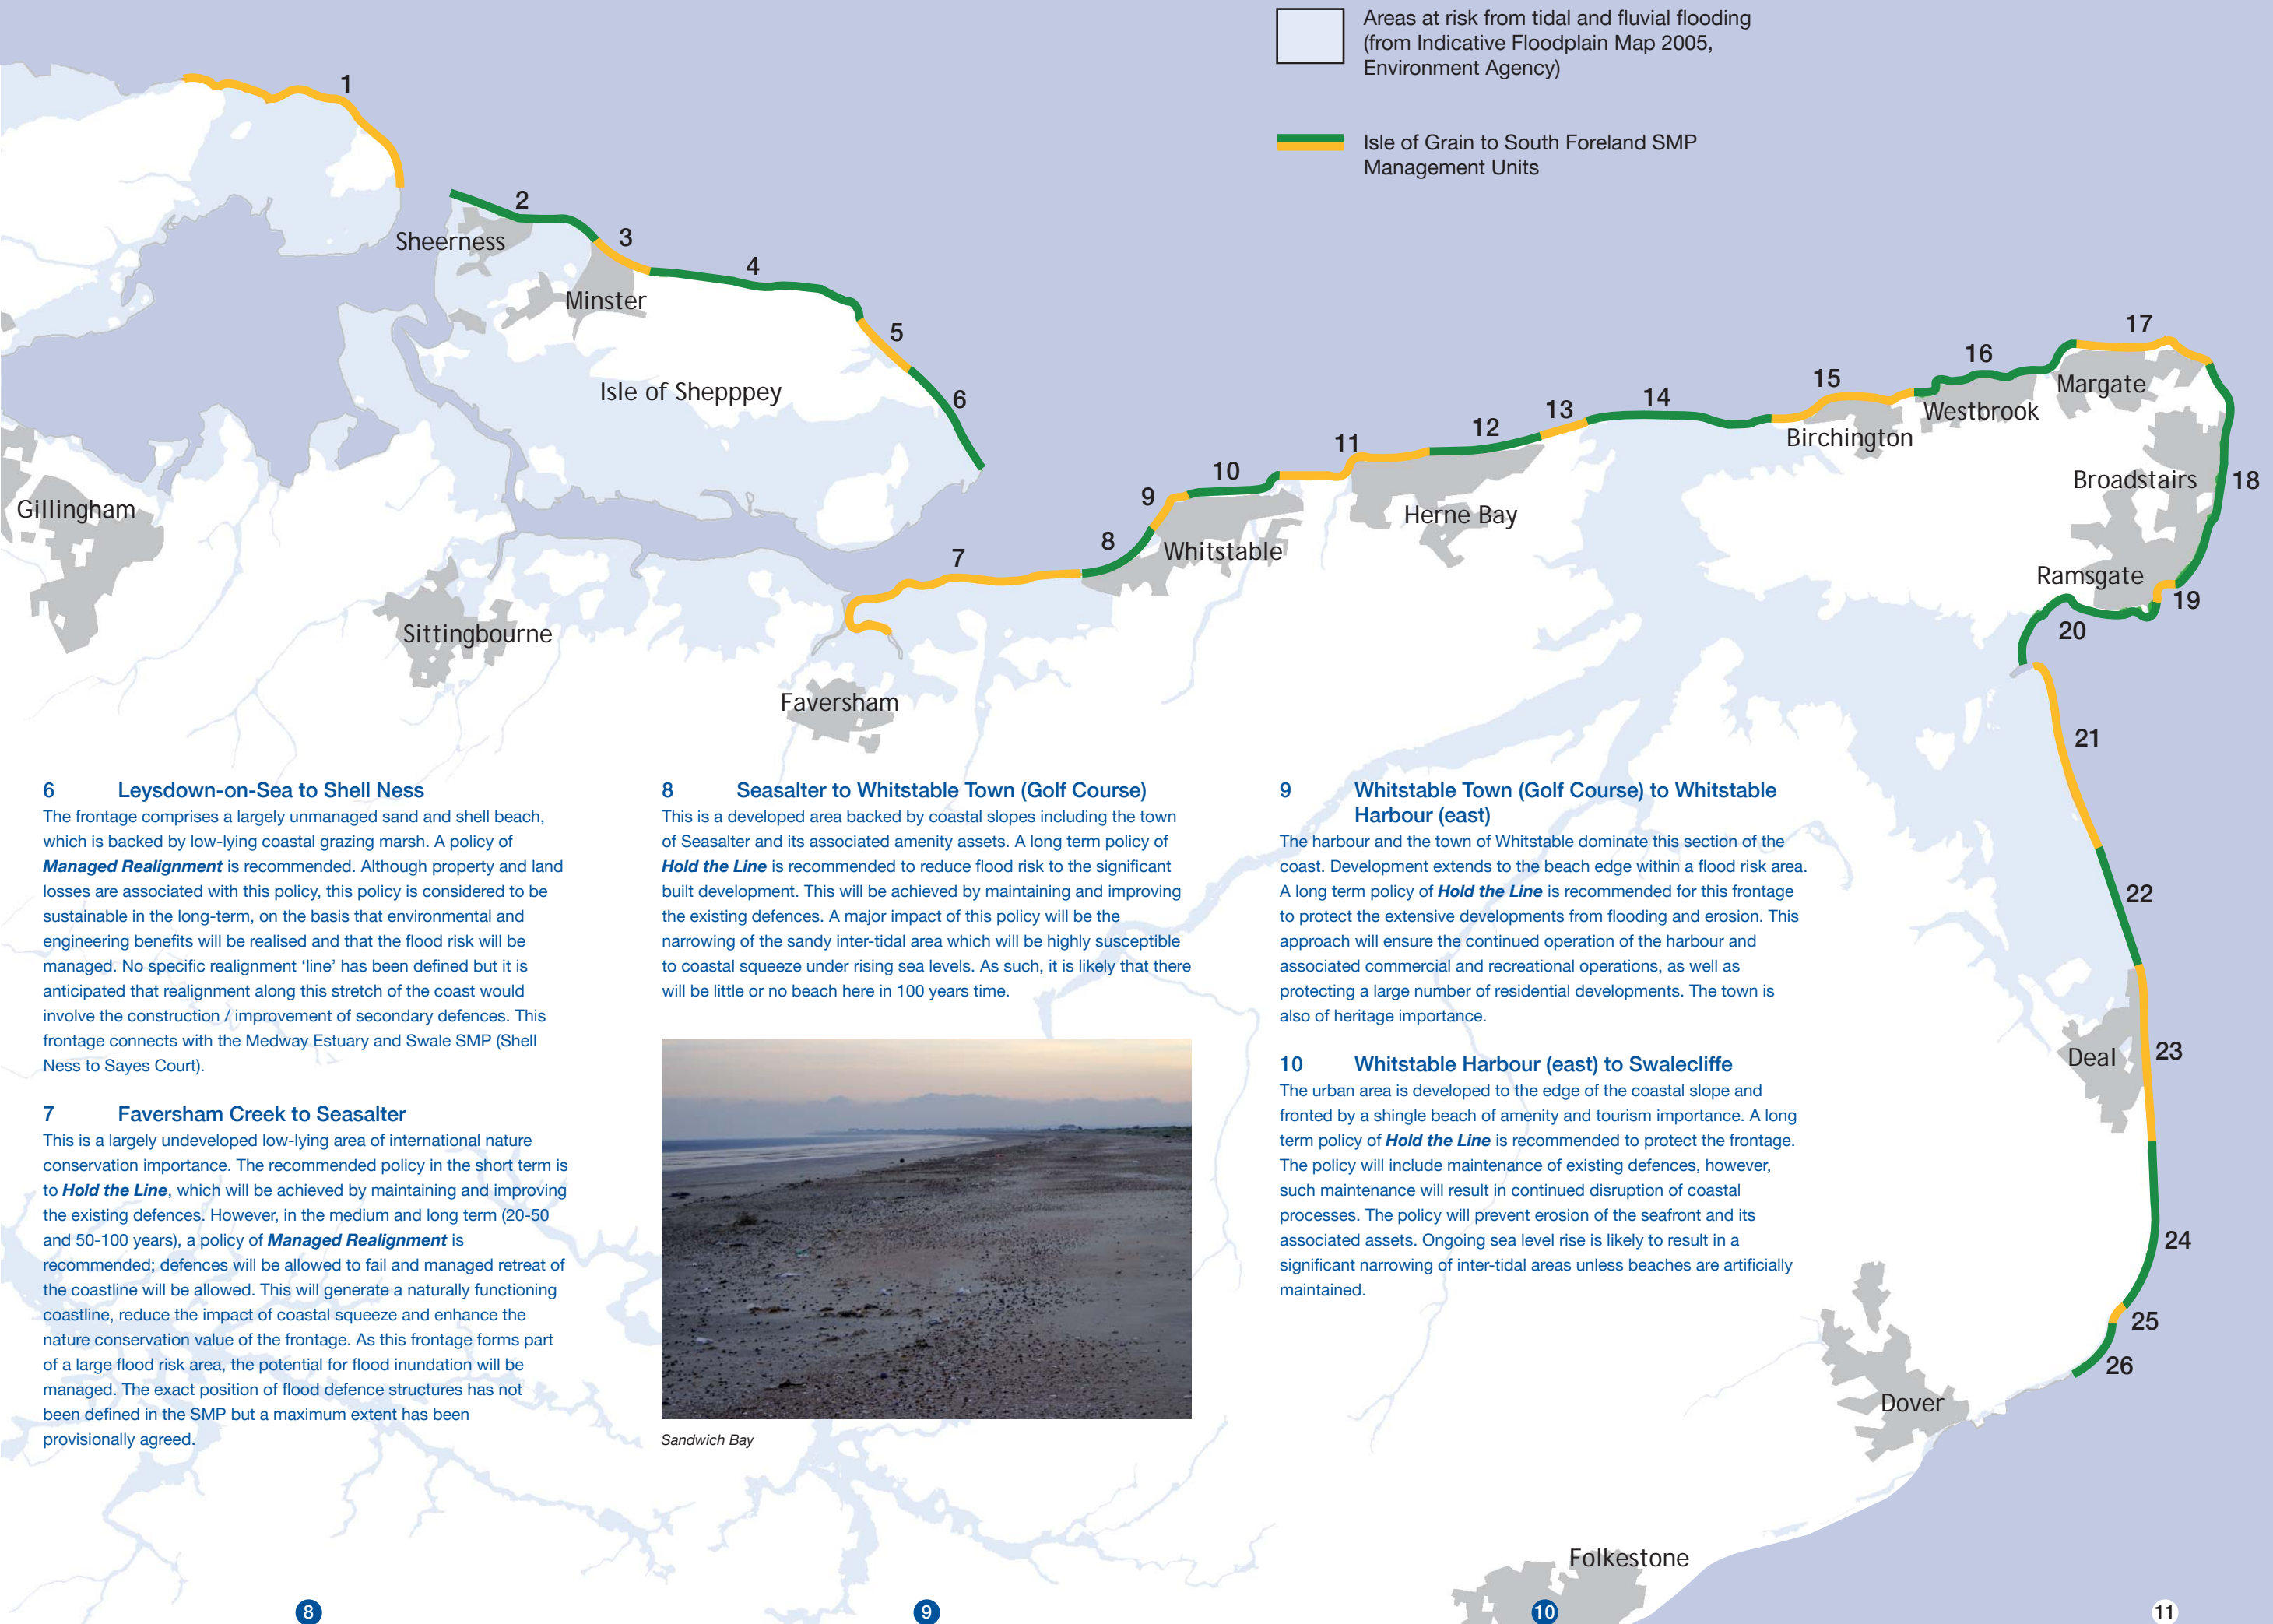 Areas at risk from tidal and fluvial flooding
(from Indicative Floodplain Map 2005,
Environment Agency)
Isle of Grain to South Foreland SMP
Management Units
1
2
Sheerness
3
Minster
4
5
Isle of Shepppey
6
Gillingham
Sittingbourne
Faversham
7
8
9
Whitstable
10
11
Herne Bay
12
13
14
15
Birchington
16
Westbrook
17
Margate
Broadstairs
18
Ramsgate
19
20
21
22
Deal
23
24
25
26
Dover
Folkestone
6 Leysdown-on-Sea to Shell Ness
The frontage comprises a largely unmanaged sand and shell beach,
which is backed by low-lying coastal grazing marsh. A policy of
Managed Realignment is recommended. Although property and land
losses are associated with this policy, this policy is considered to be
sustainable in the long-term, on the basis that environmental and
engineering benefits will be realised and that the flood risk will be
managed. No specific realignment ‘line’ has been defined but it is
anticipated that realignment along this stretch of the coast would
involve the construction / improvement of secondary defences. This
frontage connects with the Medway Estuary and Swale SMP (Shell
Ness to Sayes Court).
7 Faversham Creek to Seasalter
This is a largely undeveloped low-lying area of international nature
conservation importance. The recommended policy in the short term is
to Hold the Line, which will be achieved by maintaining and improving
the existing defences. However, in the medium and long term (20-50
and 50-100 years), a policy of Managed Realignment is
recommended; defences will be allowed to fail and managed retreat of
the coastline will be allowed. This will generate a naturally functioning
coastline, reduce the impact of coastal squeeze and enhance the
nature conservation value of the frontage. As this frontage forms part
of a large flood risk area, the potential for flood inundation will be
managed. The exact position of flood defence structures has not
been defined in the SMP but a maximum extent has been
provisionally agreed.
8 Seasalter to Whitstable Town (Golf Course)
This is a developed area backed by coastal slopes including the town
of Seasalter and its associated amenity assets. A long term policy of
Hold the Line is recommended to reduce flood risk to the significant
built development. This will be achieved by maintaining and improving
the existing defences. A major impact of this policy will be the
narrowing of the sandy inter-tidal area which will be highly susceptible
to coastal squeeze under rising sea levels. As such, it is likely that there
will be little or no beach here in 100 years time.
Sandwich Bay
9 Whitstable Town (Golf Course) to Whitstable
Harbour (east)
The harbour and the town of Whitstable dominate this section of the
coast. Development extends to the beach edge within a flood risk area.
A long term policy of Hold the Line is recommended for this frontage
to protect the extensive developments from flooding and erosion. This
approach will ensure the continued operation of the harbour and
associated commercial and recreational operations, as well as
protecting a large number of residential developments. The town is
also of heritage importance.
10 Whitstable Harbour (east) to Swalecliffe
The urban area is developed to the edge of the coastal slope and
fronted by a shingle beach of amenity and tourism importance. A long
term policy of Hold the Line is recommended to protect the frontage.
The policy will include maintenance of existing defences, however,
such maintenance will result in continued disruption of coastal
processes. The policy will prevent erosion of the seafront and its
associated assets. Ongoing sea level rise is likely to result in a
significant narrowing of inter-tidal areas unless beaches are artificially
maintained.
8
9
10
11